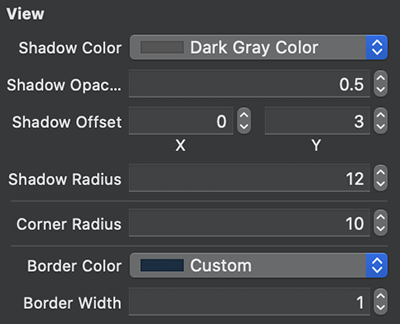 View
Shadow Color Dark Gray Color
Shadow Opac... 0.5
Shadow Offset 0 3
X Y
Shadow Radius 12
Corner Radius 10
Border Color Custom
Border Width 1